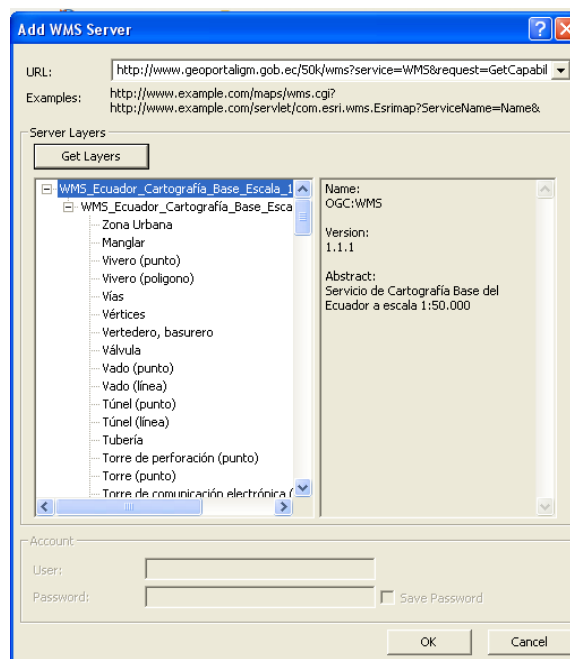 Add WMS Server
URL:
http://www.geoportaligm.gob.ec/50k/wms?service=WMS&request=GetCapabil
Examples:
http://www.example.com/maps/wms.cgi?
http://www.example.com/servlet/com.esri.wms.Esrimap?ServiceName=Name&
Server Layers
Get Layers
WMS_Ecuador_Cartografía_Base_Escala_1
WMS_Ecuador_Cartografía_Base_Esca
Zona Urbana
Manglar
Vivero (punto)
Vivero (poligono)
Vías
Vértices
Vertedero, basurero
Válvula
Vado (punto)
Vado (línea)
Túnel (punto)
Túnel (línea)
Tubería
Torre de perforación (punto)
Torre (punto)
Torre de comunicación electrónica (
Name:
OGC:WMS
Version:
1.1.1
Abstract:
Servicio de Cartografía Base del
Ecuador a escala 1:50.000
Account
User:
Password:
Save Password
OK
Cancel